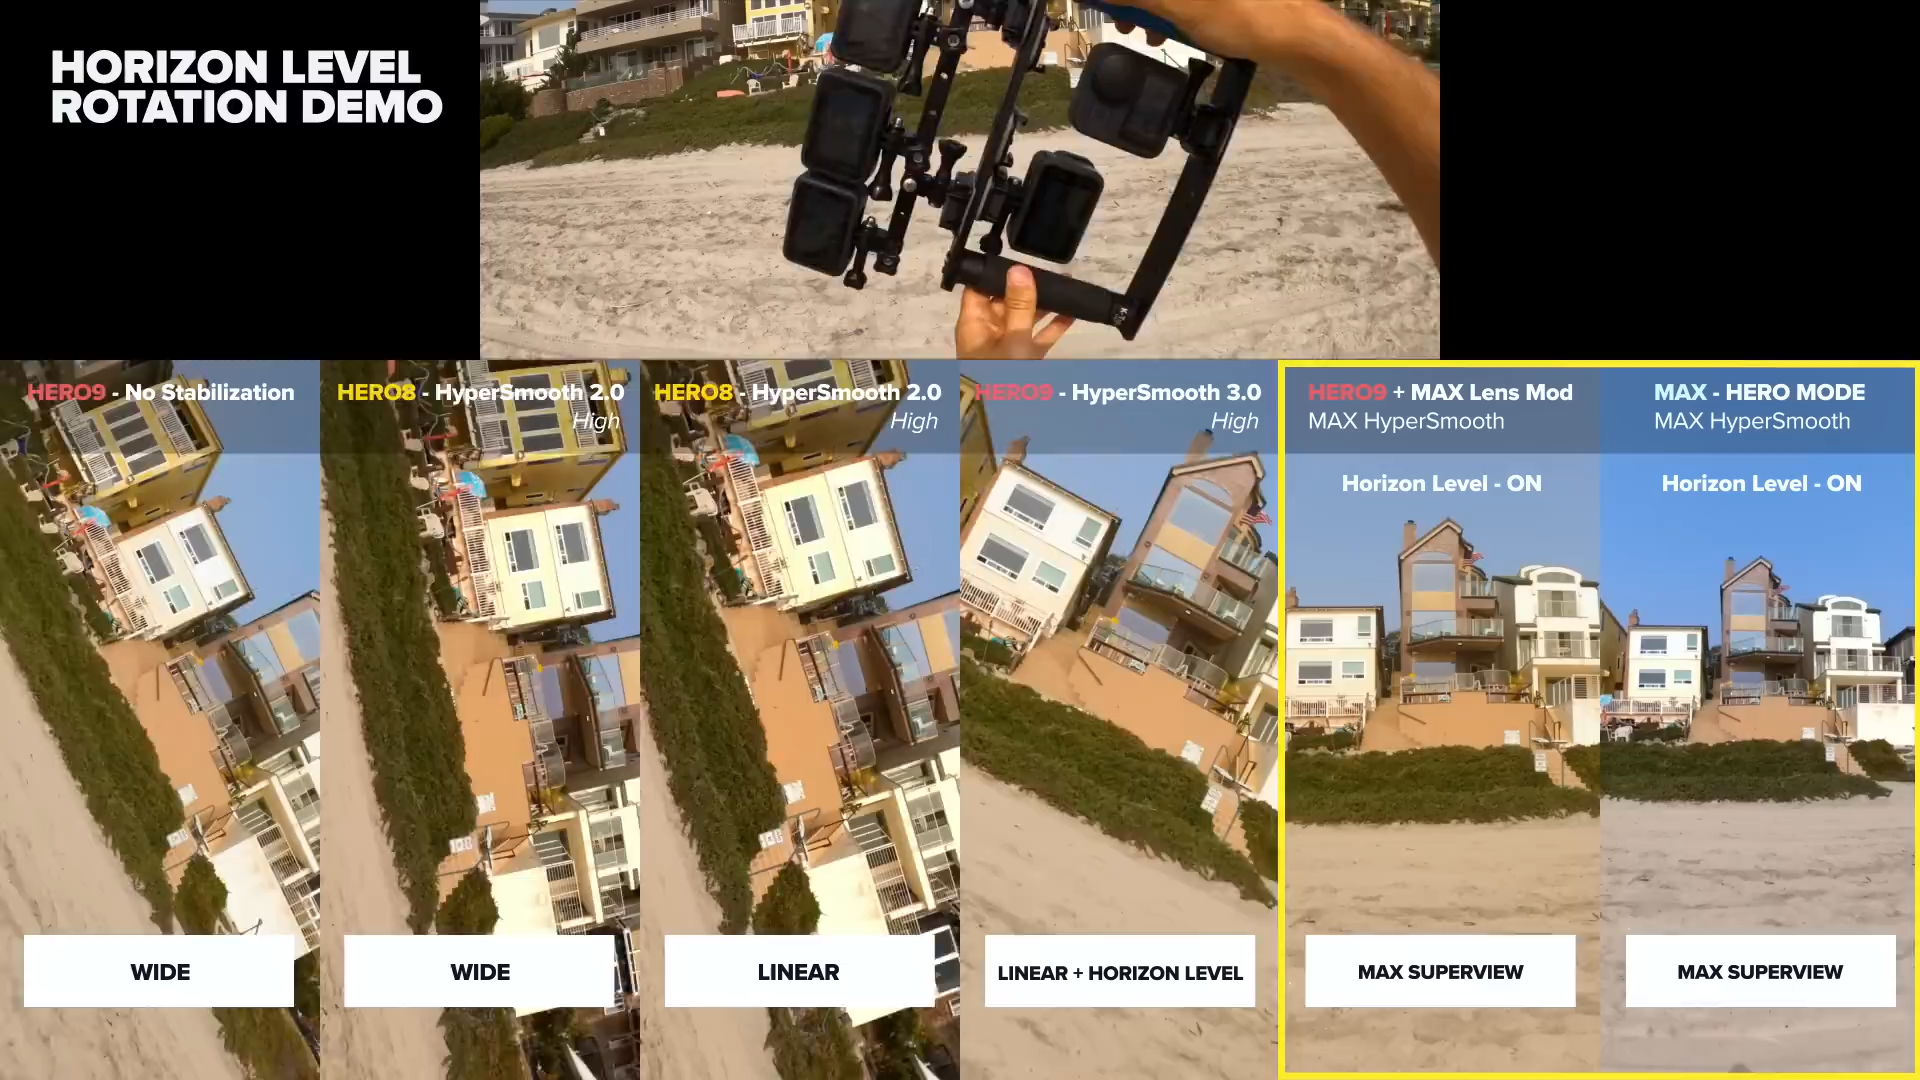 HORIZON LEVEL
ROTATION DEMO
HERO9 - No Stabilization
HERO8 - HyperSmooth 2.0
High
HERO8 - HyperSmooth 2.0
High
HERO9 - HyperSmooth 3.0
High
HERO9 + MAX Lens Mod
MAX HyperSmooth
MAX - HERO MODE
MAX HyperSmooth
Horizon Level - ON
Horizon Level - ON
WIDE
WIDE
LINEAR
LINEAR + HORIZON LEVEL
MAX SUPERVIEW
MAX SUPERVIEW